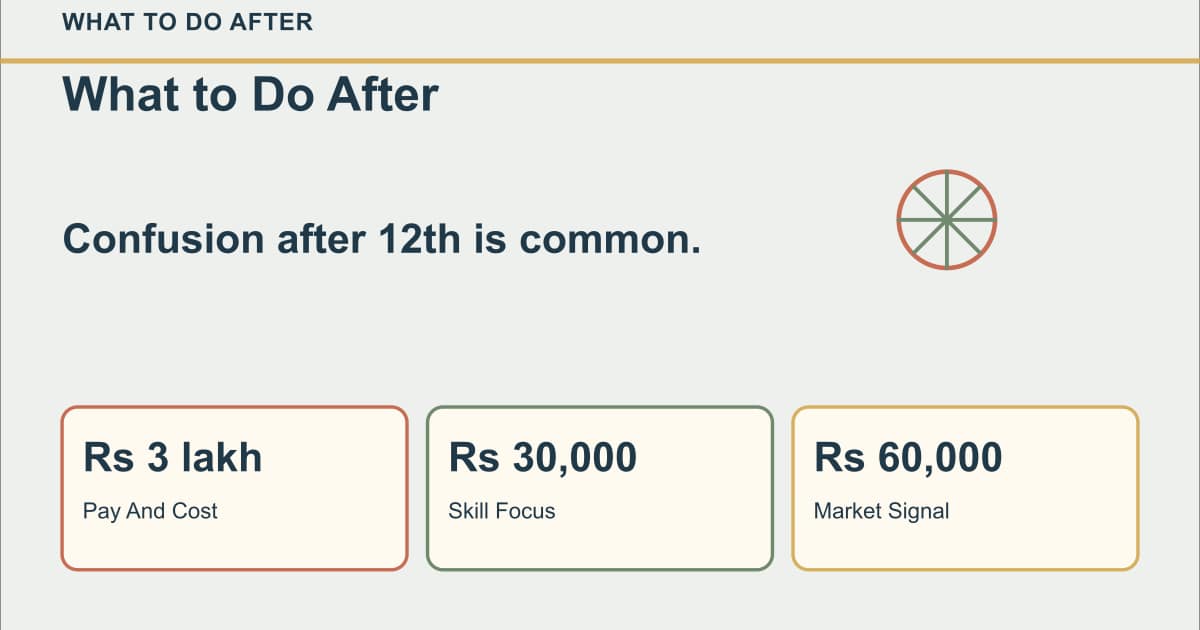 WHAT TO DO AFTER
What to Do After
Confusion after 12th is common.
Rs 3 lakh
Pay And Cost
Rs 30,000
Skill Focus
Rs 60,000
Market Signal